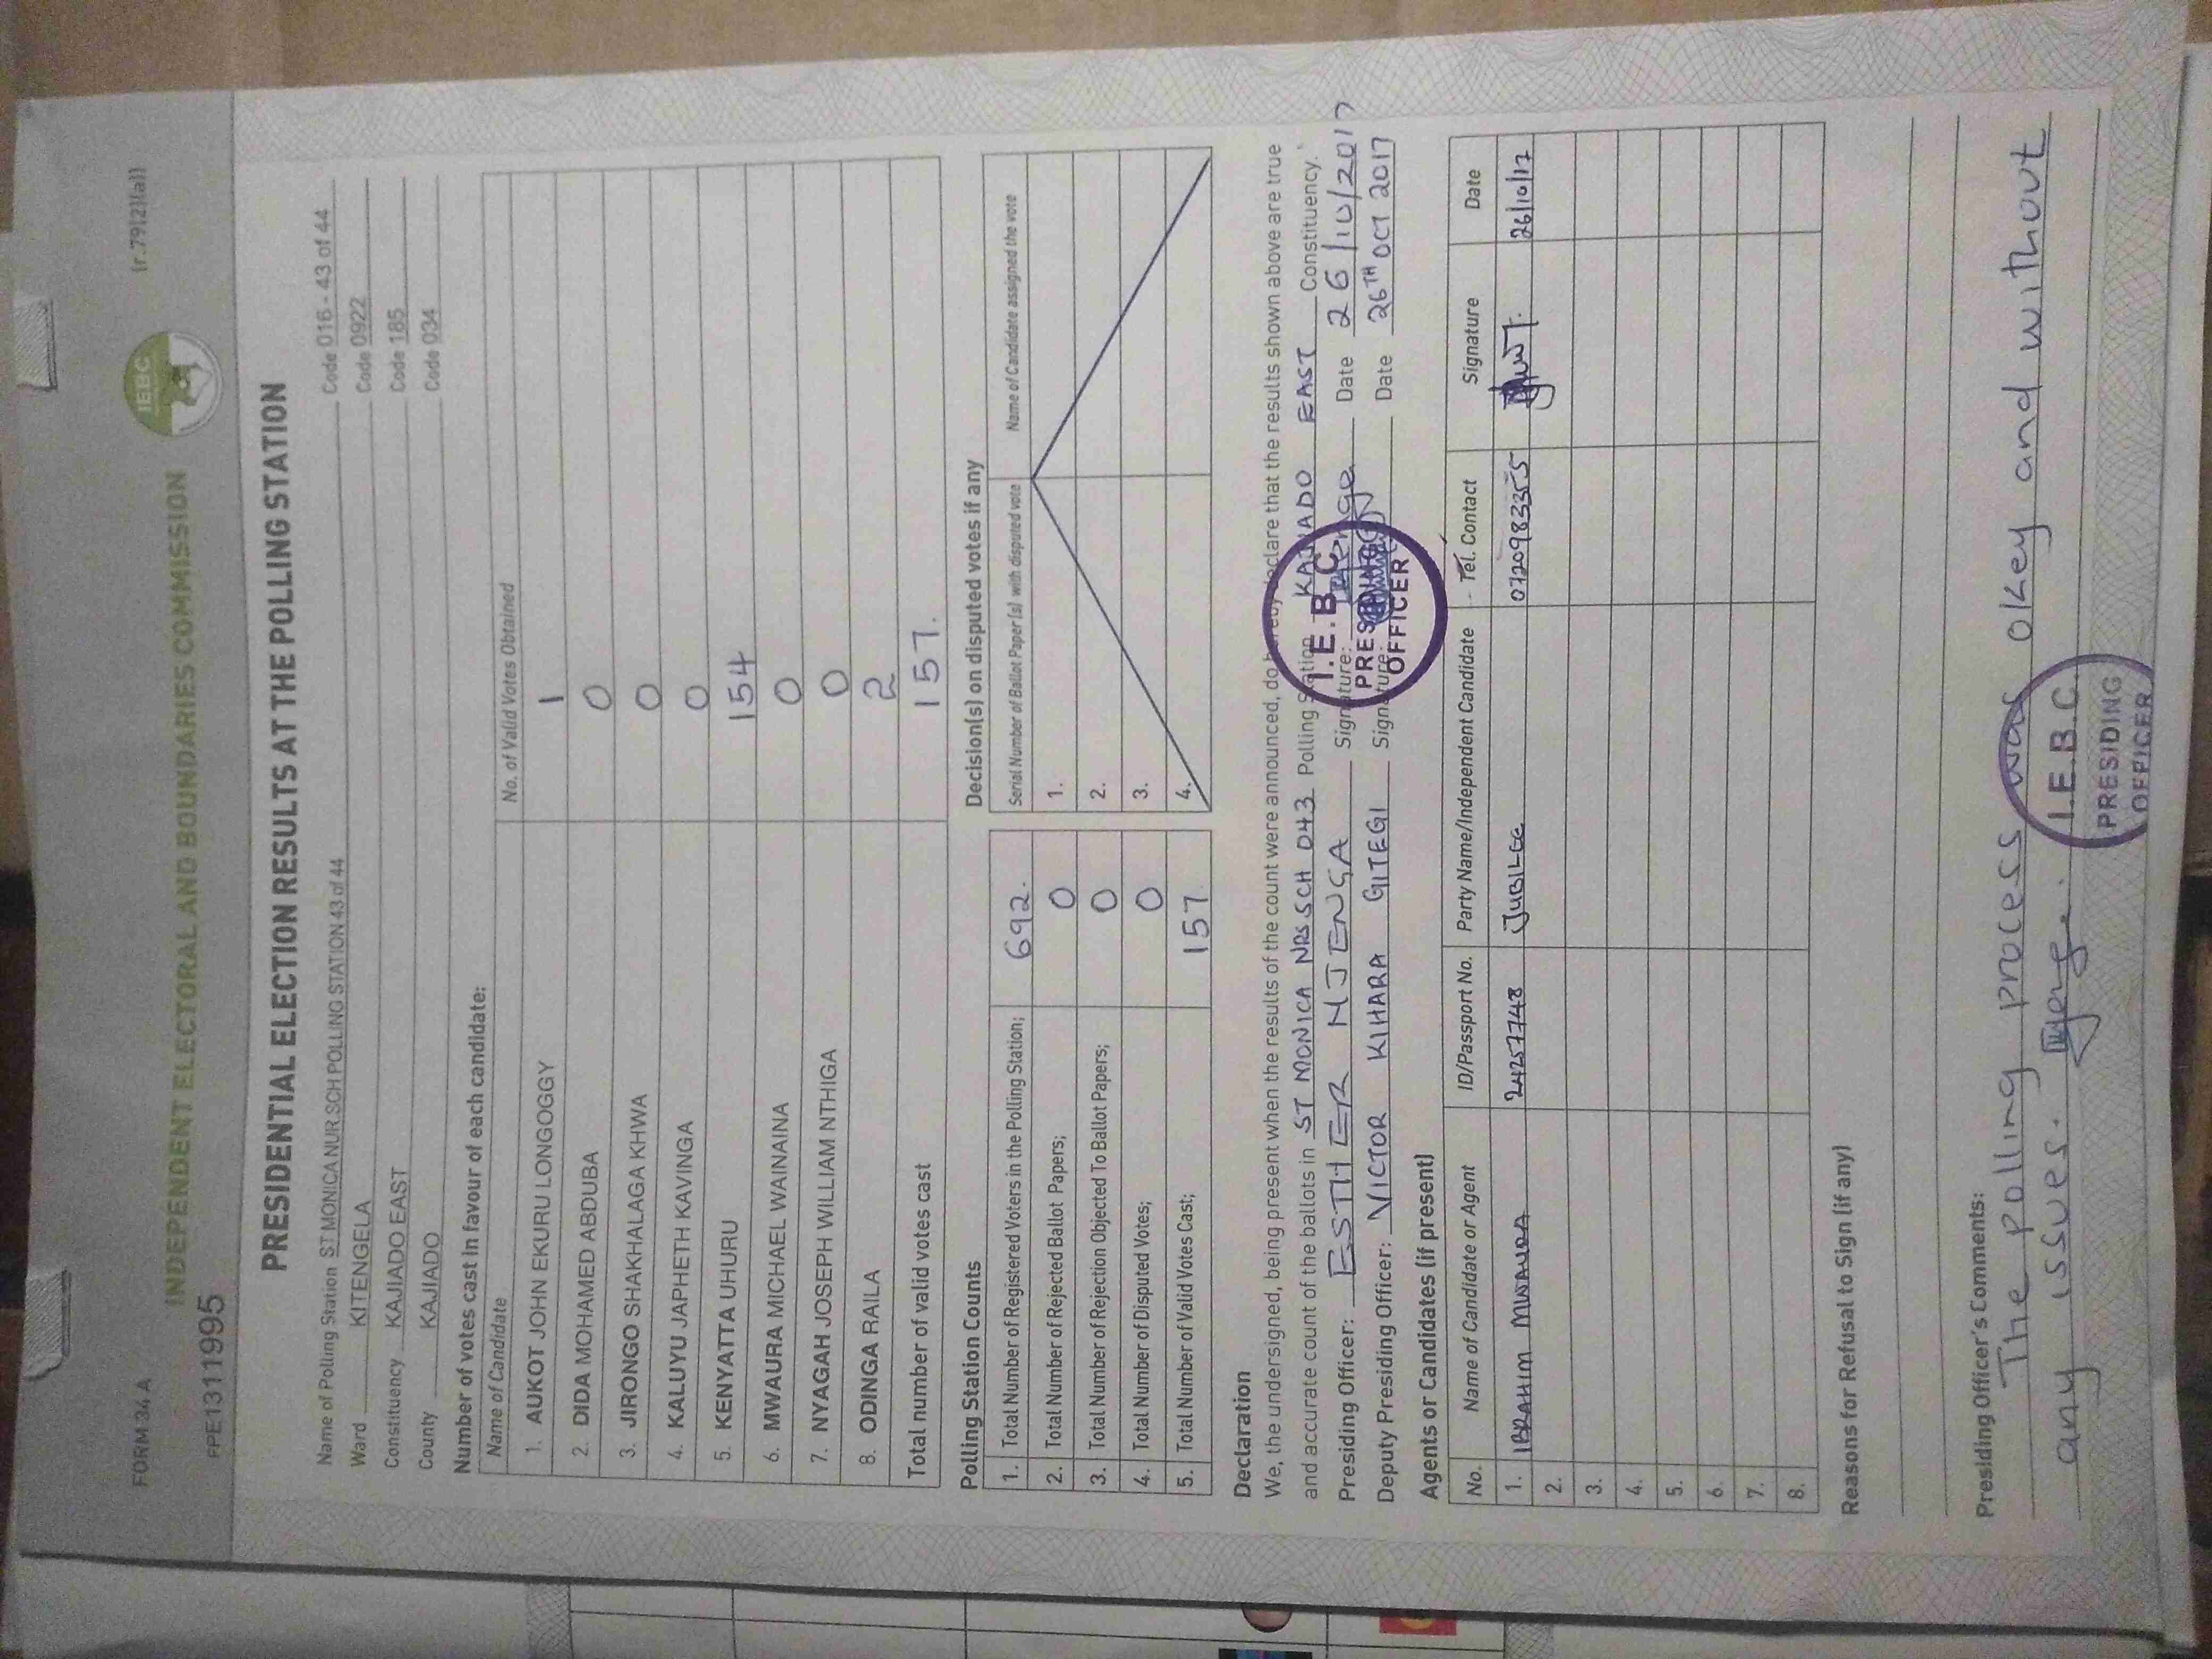 FORM 34 A
(r.79(2)(a))
IEBC
INDEPENDENT ELECTORAL AND BOUNDARIES COMMISSION
PPE1311995
PRESIDENTIAL ELECTION RESULTS AT THE POLLING STATION
Name of Polling Station ST MONICA NUR.SCH POLLING STATION 43 of 44 Code 016 - 43 of 44
Ward KITENGELA Code 0922
Constituency KAJIADO EAST Code 185
County KAJIADO Code 034
Number of votes cast in favour of each candidate:
Name of Candidate No. of Valid Votes Obtained
1. AUKOT JOHN EKURU LONGOGGY 1
2. DIDA MOHAMED ABDUBA 0
3. JIRONGO SHAKHALAGA KHWA 0
4. KALUYU JAPHETH KAVINGA 0
5. KENYATTA UHURU 154
6. MWAURA MICHAEL WAINAINA 0
7. NYAGAH JOSEPH WILLIAM NTHIGA 0
8. ODINGA RAILA 2
Total number of valid votes cast 157.
Polling Station Counts
1. Total Number of Registered Voters in the Polling Station; 692.
2. Total Number of Rejected Ballot Papers; 0
3. Total Number of Rejection Objected To Ballot Papers; 0
4. Total Number of Disputed Votes; 0
5. Total Number of Valid Votes Cast; 157
Decision(s) on disputed votes if any
Serial Number of Ballot Paper(s) with disputed vote Name of Candidate assigned the vote
1.
2.
3.
4.
Declaration
We, the undersigned, being present when the results of the count were announced, do hereby declare that the results shown above are true
and accurate count of the ballots in ST MONICA NRSSCH 043 Polling Station KAJIADO EAST Constituency.
Presiding Officer: ESTHER NJENGA Signature: Date 26/10/2017
Deputy Presiding Officer: VICTOR KIHARA GITEGI Signature: Date 26TH OCT 2017
I.E.B.C
PRESIDING
OFFICER
Agents or Candidates (if present)
No. Name of Candidate or Agent ID/Passport No. Party Name/Independent Candidate Tel. Contact Signature Date
1. IBRAHIM MWAURA 24257748 JUBILEE 0720983355 26/10/17
2.
3.
4.
5.
6.
7.
8.
Reasons for Refusal to Sign (if any)
Presiding Officer's Comments:
The polling process was okey and without
any issues.
I.E.B.C
PRESIDING
OFFICER